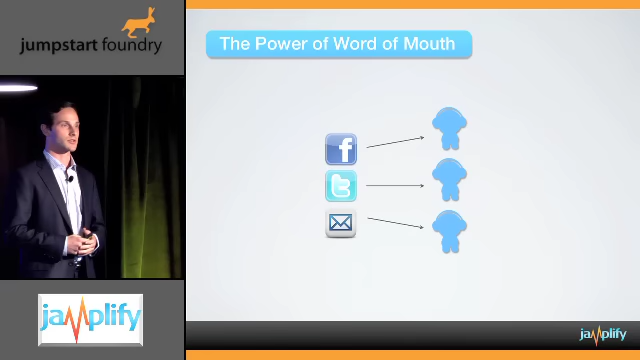 jumpstart foundry
The Power of Word of Mouth
f
t
jamplify
jamplify